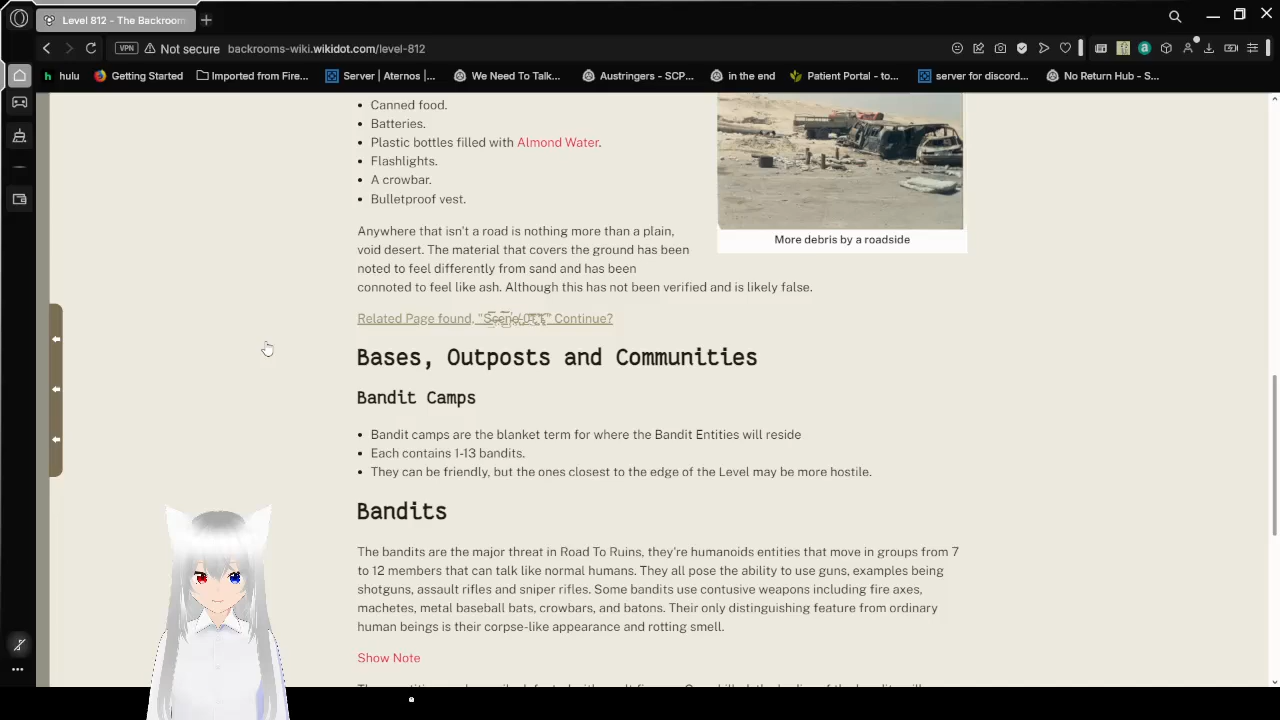 Level 812 - The Backroom
Not secure backrooms-wiki.wikidot.com/level-812
VPN
hulu
Getting Started
Imported from Fire...
Server | Aternos |...
We Need To Talk...
Austringers - SCP...
in the end
Patient Portal - to...
server for discord...
No Return Hub - S...
Canned food.
Batteries.
Plastic bottles filled with Almond Water.
Flashlights.
A crowbar.
Bulletproof vest.
More debris by a roadside
Anywhere that isn't a road is nothing more than a plain,
void desert. The material that covers the ground has been
noted to feel differently from sand and has been
connoted to feel like ash. Although this has not been verified and is likely false.
Related Page found, "Scene Continue?
Bases, Outposts and Communities
Bandit Camps
Bandit camps are the blanket term for where the Bandit Entities will reside
Each contains 1-13 bandits.
They can be friendly, but the ones closest to the edge of the Level may be more hostile.
Bandits
The bandits are the major threat in Road To Ruins, they're humanoids entities that move in groups from 7
to 12 members that can talk like normal humans. They all pose the ability to use guns, examples being
shotguns, assault rifles and sniper rifles. Some bandits use contusive weapons including fire axes,
machetes, metal baseball bats, crowbars, and batons. Their only distinguishing feature from ordinary
human beings is their corpse-like appearance and rotting smell.
Show Note